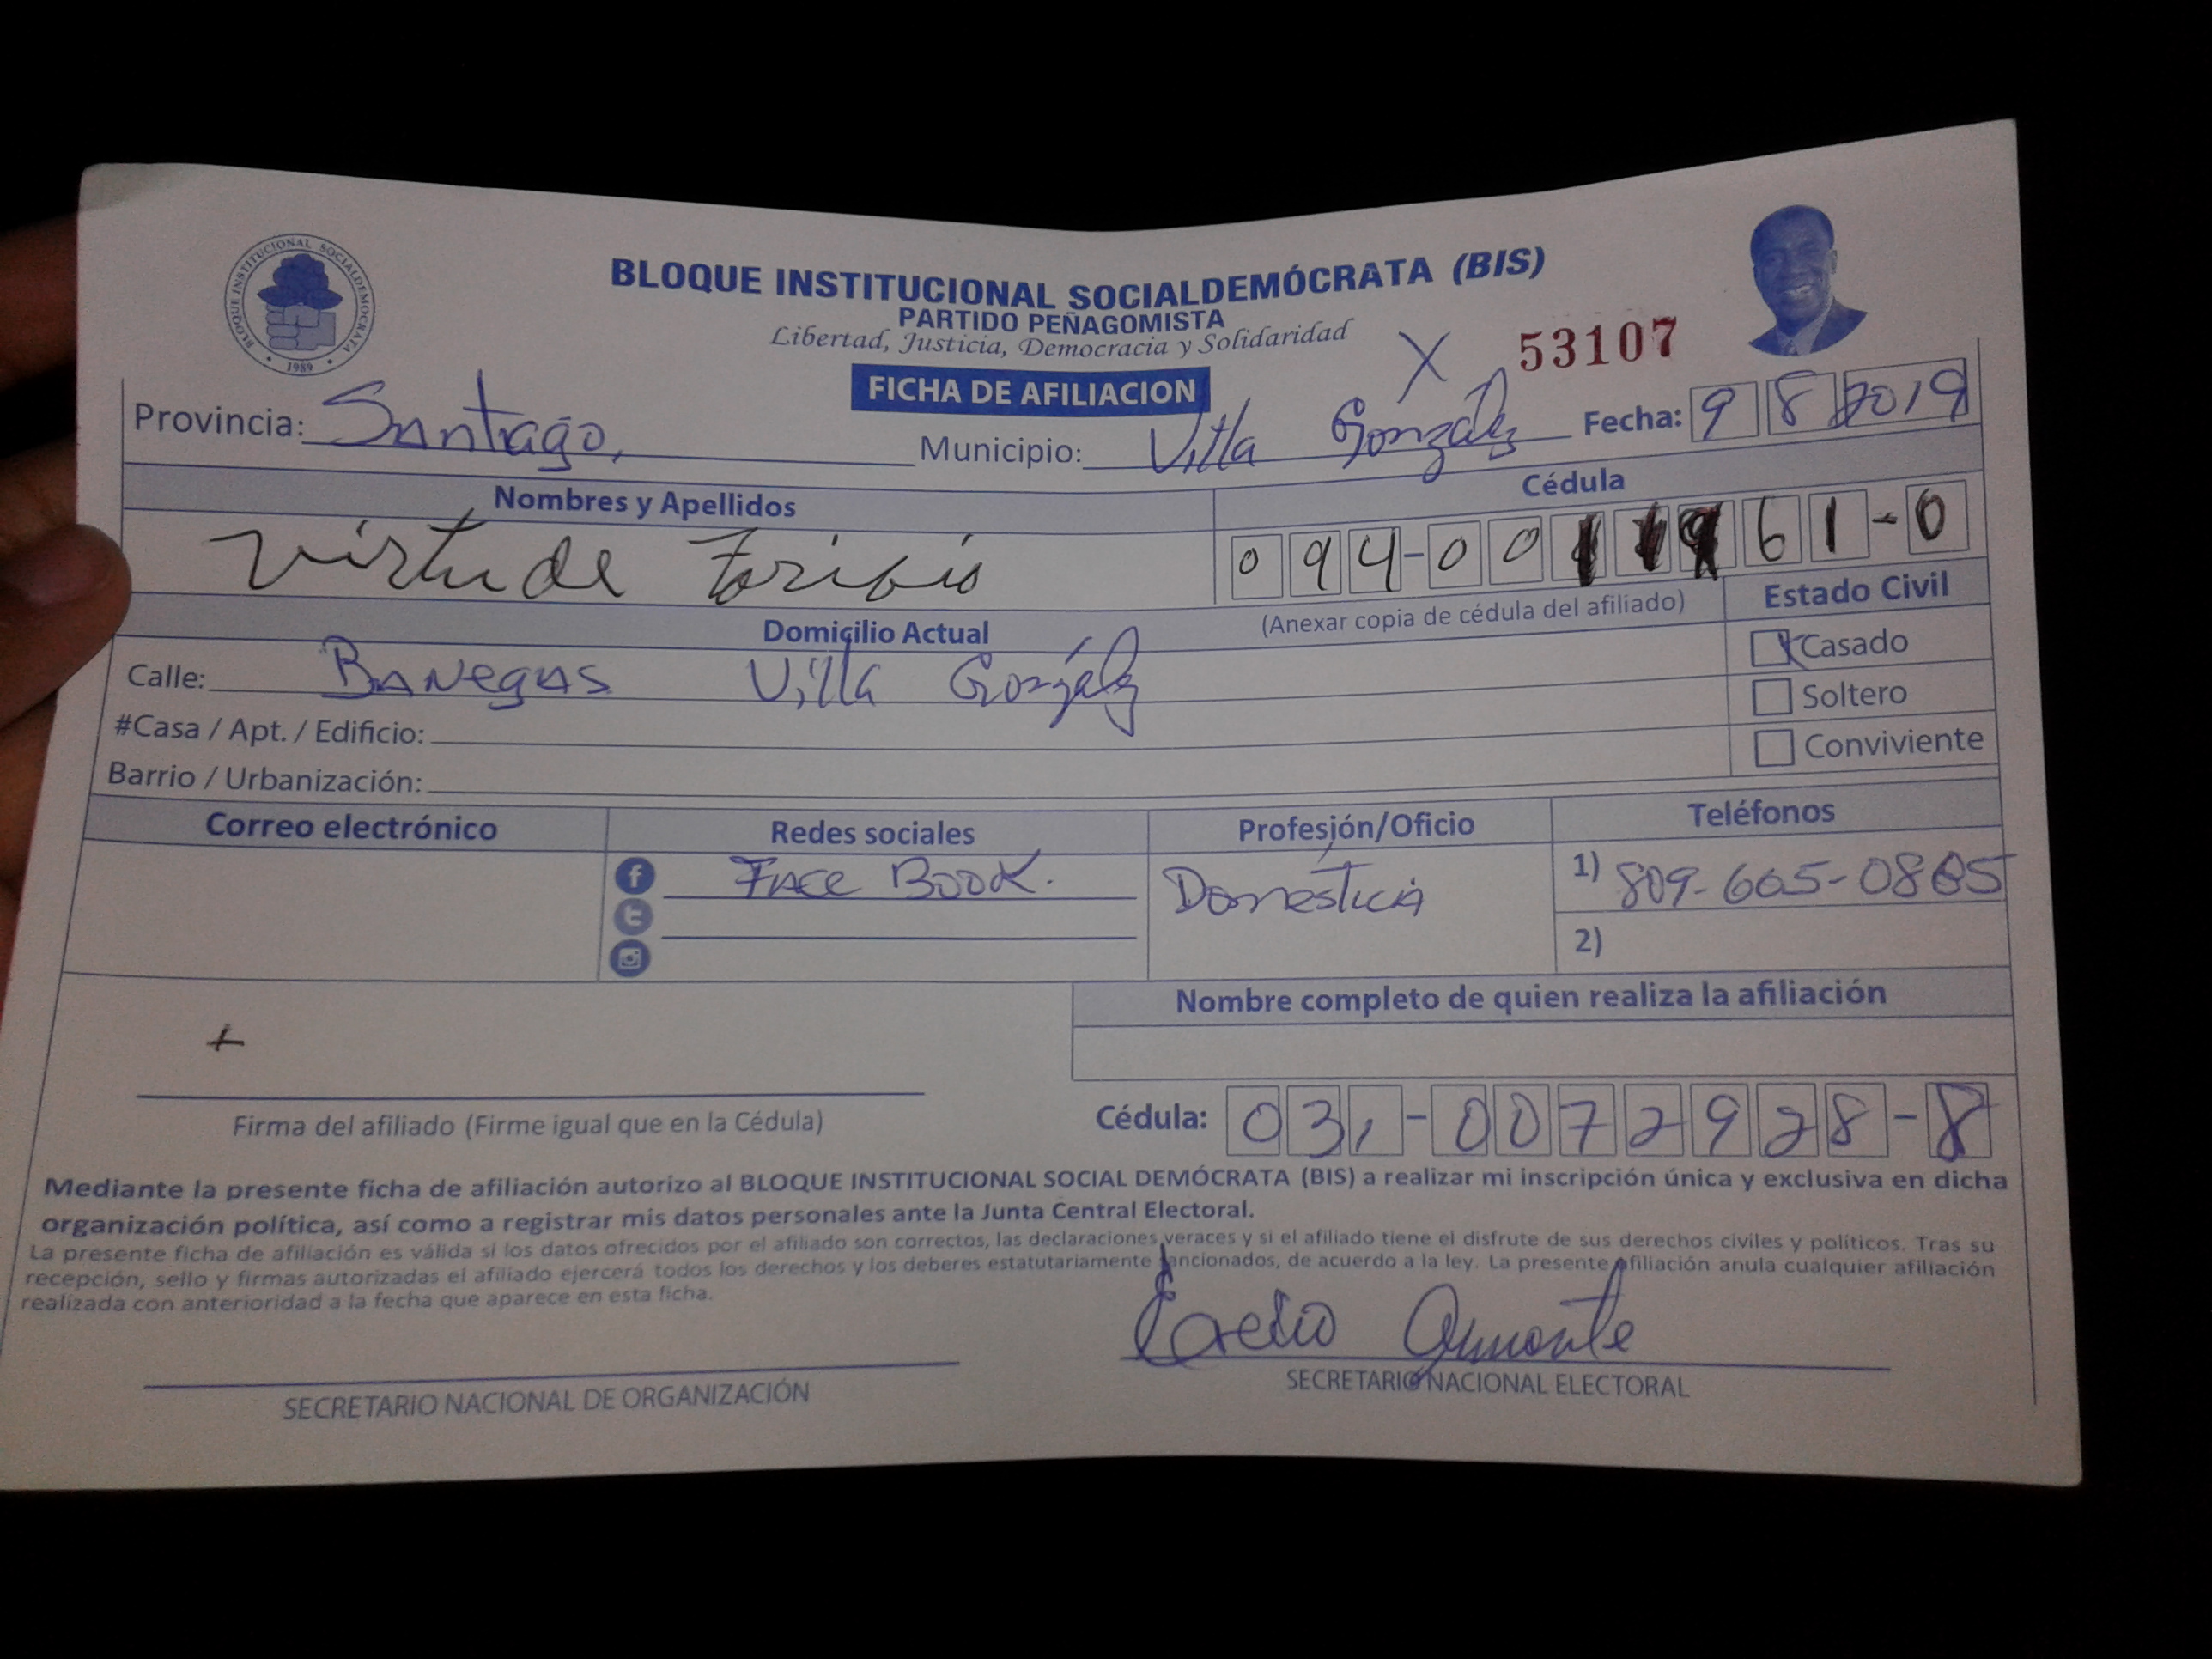 BLOQUE INSTITUCIONAL SOCIALDEMOCRATA
1989
BLOQUE INSTITUCIONAL SOCIALDEMÓCRATA (BIS)
PARTIDO PEÑAGOMISTA
Libertad, Justicia, Democracia y Solidaridad
X 53107
FICHA DE AFILIACION
Provincia: Santiago, Municipio: Villa González Fecha: 9 8 2019
Nombres y Apellidos Cédula
Virtude 094-00 61-0
(Anexar copia de cédula del afiliado) Estado Civil
Domicilio Actual
Calle: BANegas Villa González
#Casa / Apt. / Edificio:
Barrio / Urbanización:
Casado
Soltero
Conviviente
Correo electrónico Redes sociales Profesión/Oficio Teléfonos
Face Book. Domestica 1) 809-605-0885
2)
Nombre completo de quien realiza la afiliación
Firma del afiliado (Firme igual que en la Cédula)
Cédula: 03,-0072928-8
Mediante la presente ficha de afiliación autorizo al BLOQUE INSTITUCIONAL SOCIAL DEMÓCRATA (BIS) a realizar mi inscripción única y exclusiva en dicha
organización política, así como a registrar mis datos personales ante la Junta Central Electoral.
La presente ficha de afiliación es válida si los datos ofrecidos por el afiliado son correctos, las declaraciones veraces y si el afiliado tiene el disfrute de sus derechos civiles y políticos. Tras su
recepción, sello y firmas autorizadas el afiliado ejercerá todos los derechos y los deberes estatutariamente sancionados, de acuerdo a la ley. La presente afiliación anula cualquier afiliación
realizada con anterioridad a la fecha que aparece en esta ficha.
SECRETARIO NACIONAL DE ORGANIZACIÓN
SECRETARIO NACIONAL ELECTORAL